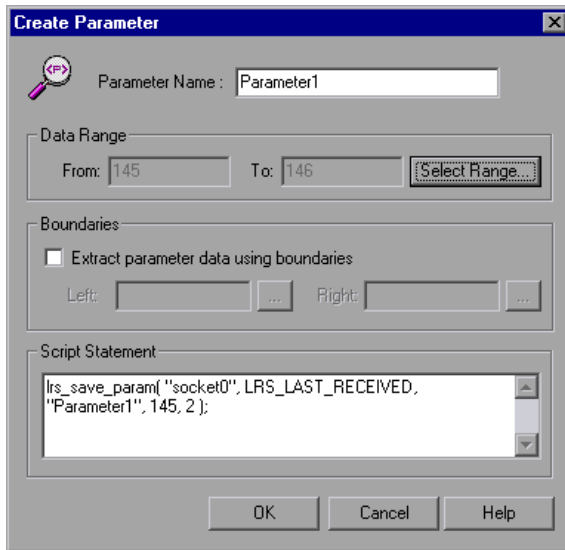 Create Parameter
<P>
Parameter Name : Parameter1
Data Range
From: 145 To: 146 Select Range...
Boundaries
Extract parameter data using boundaries
Left: ... Right: ...
Script Statement
lrs_save_param( "socket0", LRS_LAST_RECEIVED,
"Parameter1", 145, 2 );
OK Cancel Help